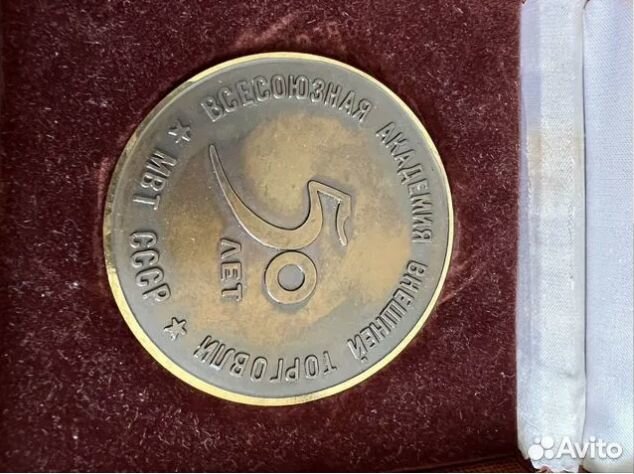 ВСЕСОЮЗНАЯ АКАДЕМИЯ ВНЕШНЕЙ ТОРГОВЛИ
★ МВТ СССР ★
50
ЛЕТ
Avito